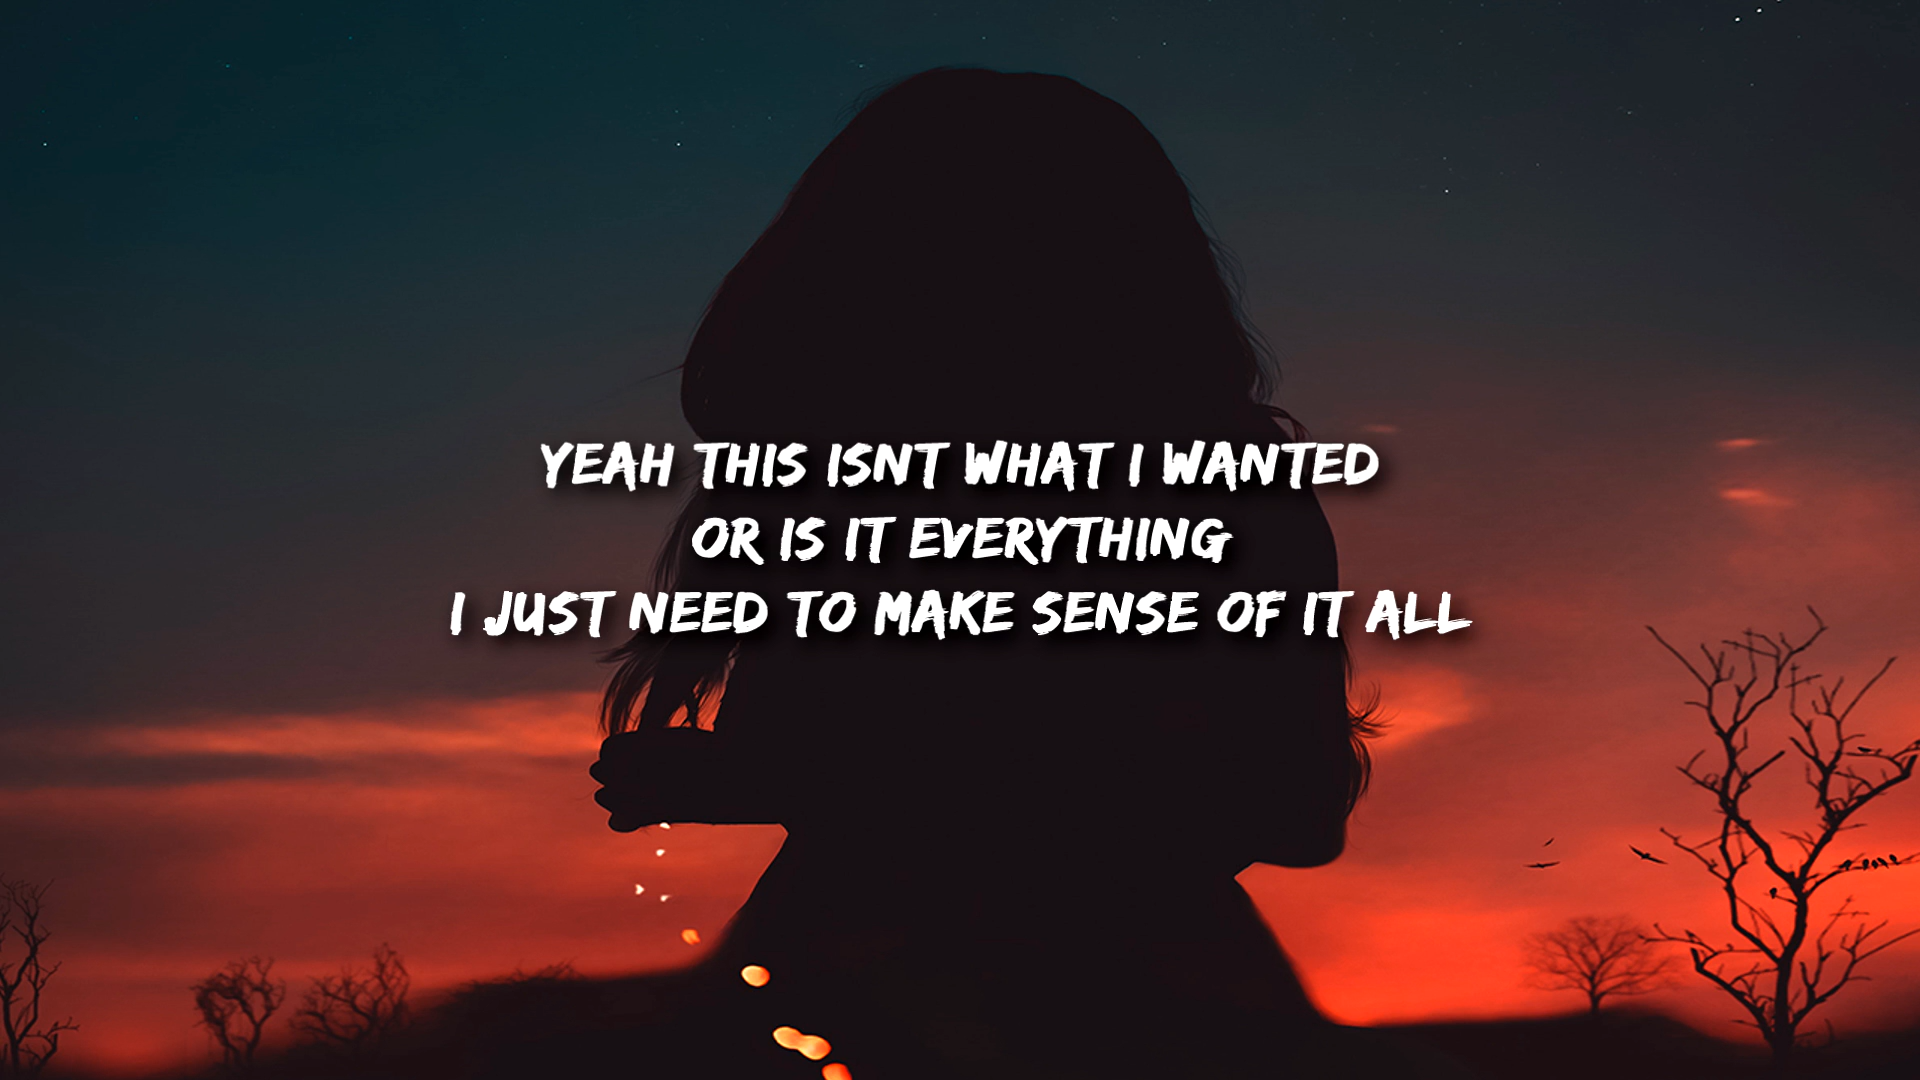 YEAH THIS ISNT WHAT I WANTED
OR IS IT EVERYTHING
I JUST NEED TO MAKE SENSE OF IT ALL